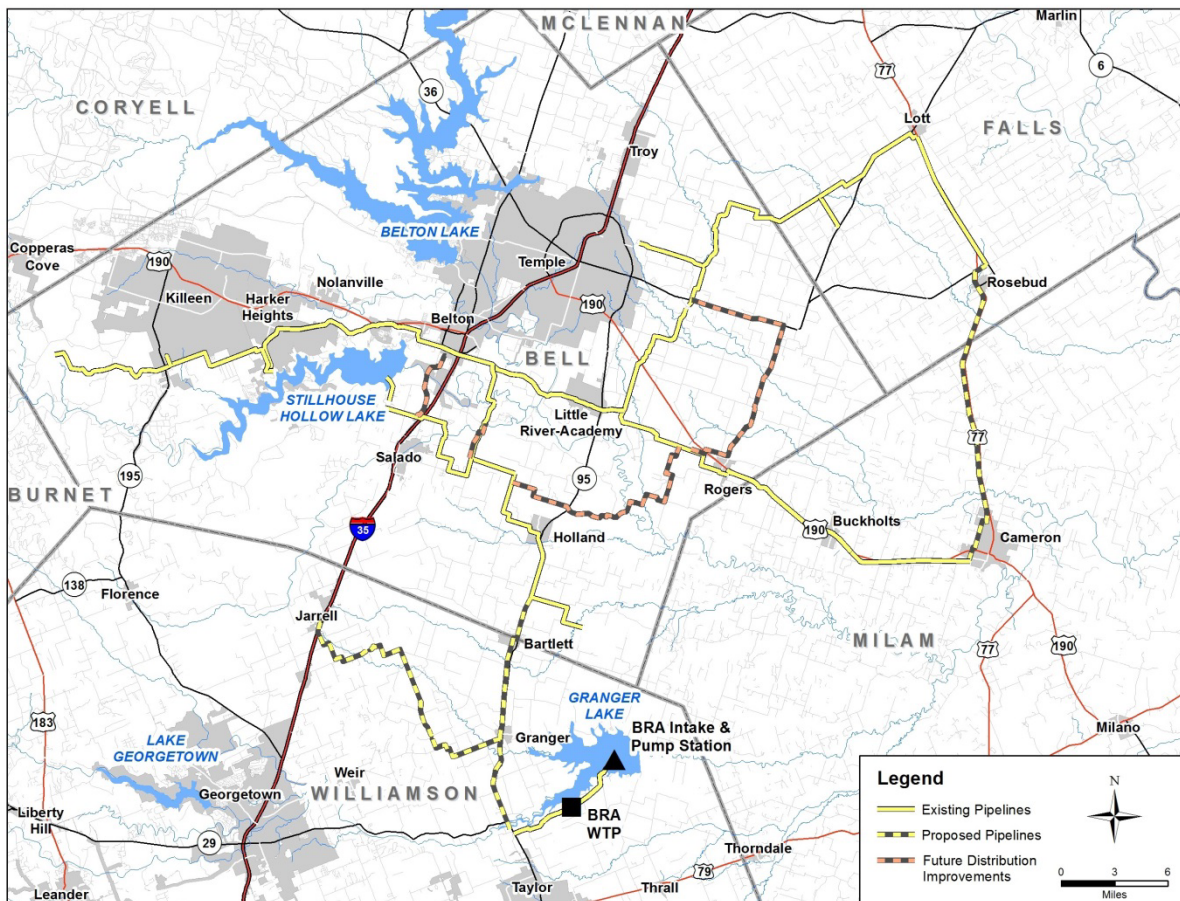 MCLENNAN
Marlin
77
6
36
CORYELL
Lott
FALLS
Troy
BELTON LAKE
Copperas
Cove
190
Temple
Nolanville
Killeen
Harker
Heights
190
Rosebud
Belton
BELL
STILLHOUSE
HOLLOW LAKE
Little
River-Academy
77
Salado
95
195
Rogers
BURNET
Buckholts
35
190
Holland
Cameron
138
Florence
Jarrell
Bartlett
MILAM
77
190
GRANGER
LAKE
183
BRA Intake &
Pump Station
Milano
LAKE
GEORGETOWN
Granger
Weir
Georgetown
WILLIAMSON
Liberty
Hill
BRA
WTP
29
Thorndale
79
Leander
Taylor
Thrall
Legend
Existing Pipelines
Proposed Pipelines
Future Distribution
Improvements
N
0 3 6
Miles